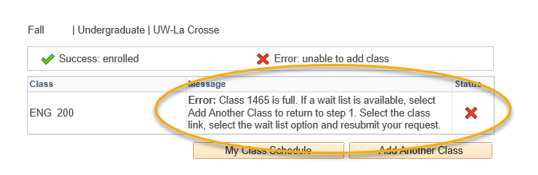 Fall | Undergraduate | UW-La Crosse
Success: enrolled Error: unable to add class
Class Message Status
Error: Class 1465 is full. If a wait list is available, select
ENG 200 Add Another Class to return to step 1. Select the class
link, select the wait list option and resubmit your request.
My Class Schedule Add Another Class